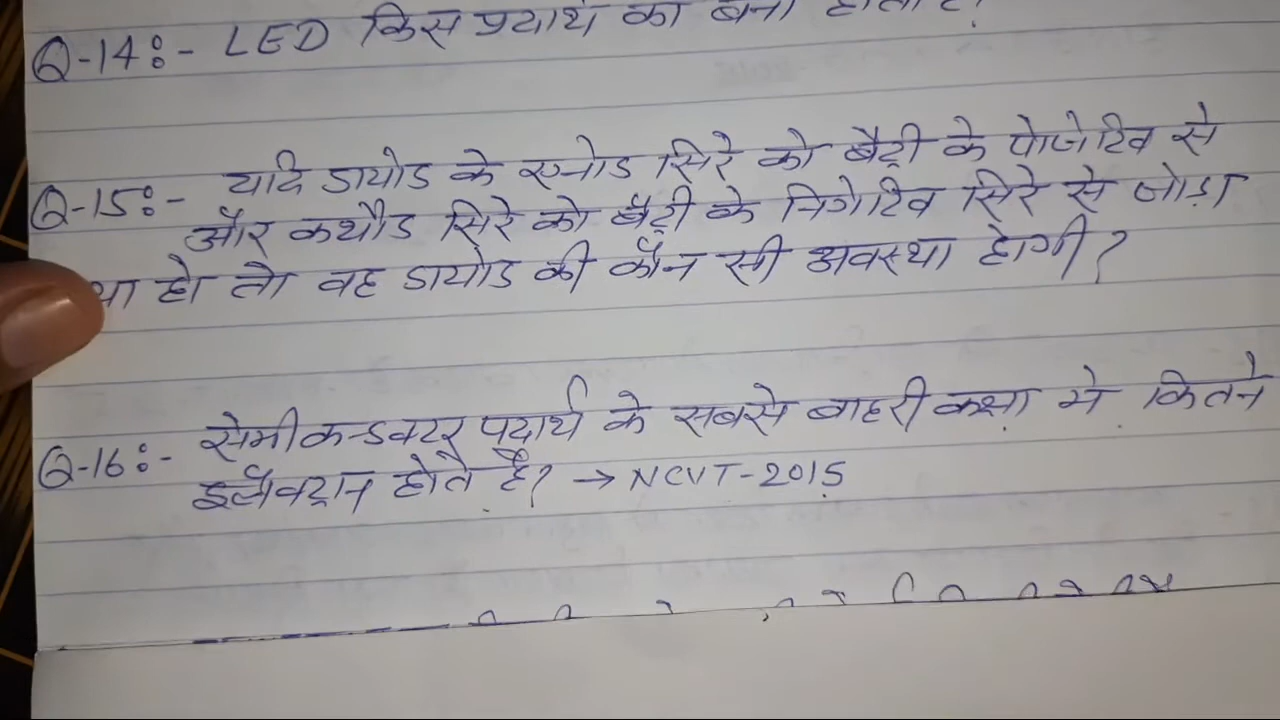 Q-14:- LED किस प्रदार्थ का बना होता है?
Q-15:- यदि डायोड के एनोड सिरे को बैट्री के पोजेटिव से
और कथौड सिरे को बैट्री के निगेटिव सिरे से जोड़ा
या हो तो वह डायोड की कौन सी अवस्था होगी?
Q-16:- सेमीकन्डक्टर पदार्थ के सबसे बाहरी कक्षा मे कितने
इलैक्ट्रान होते है? → NCVT-2015